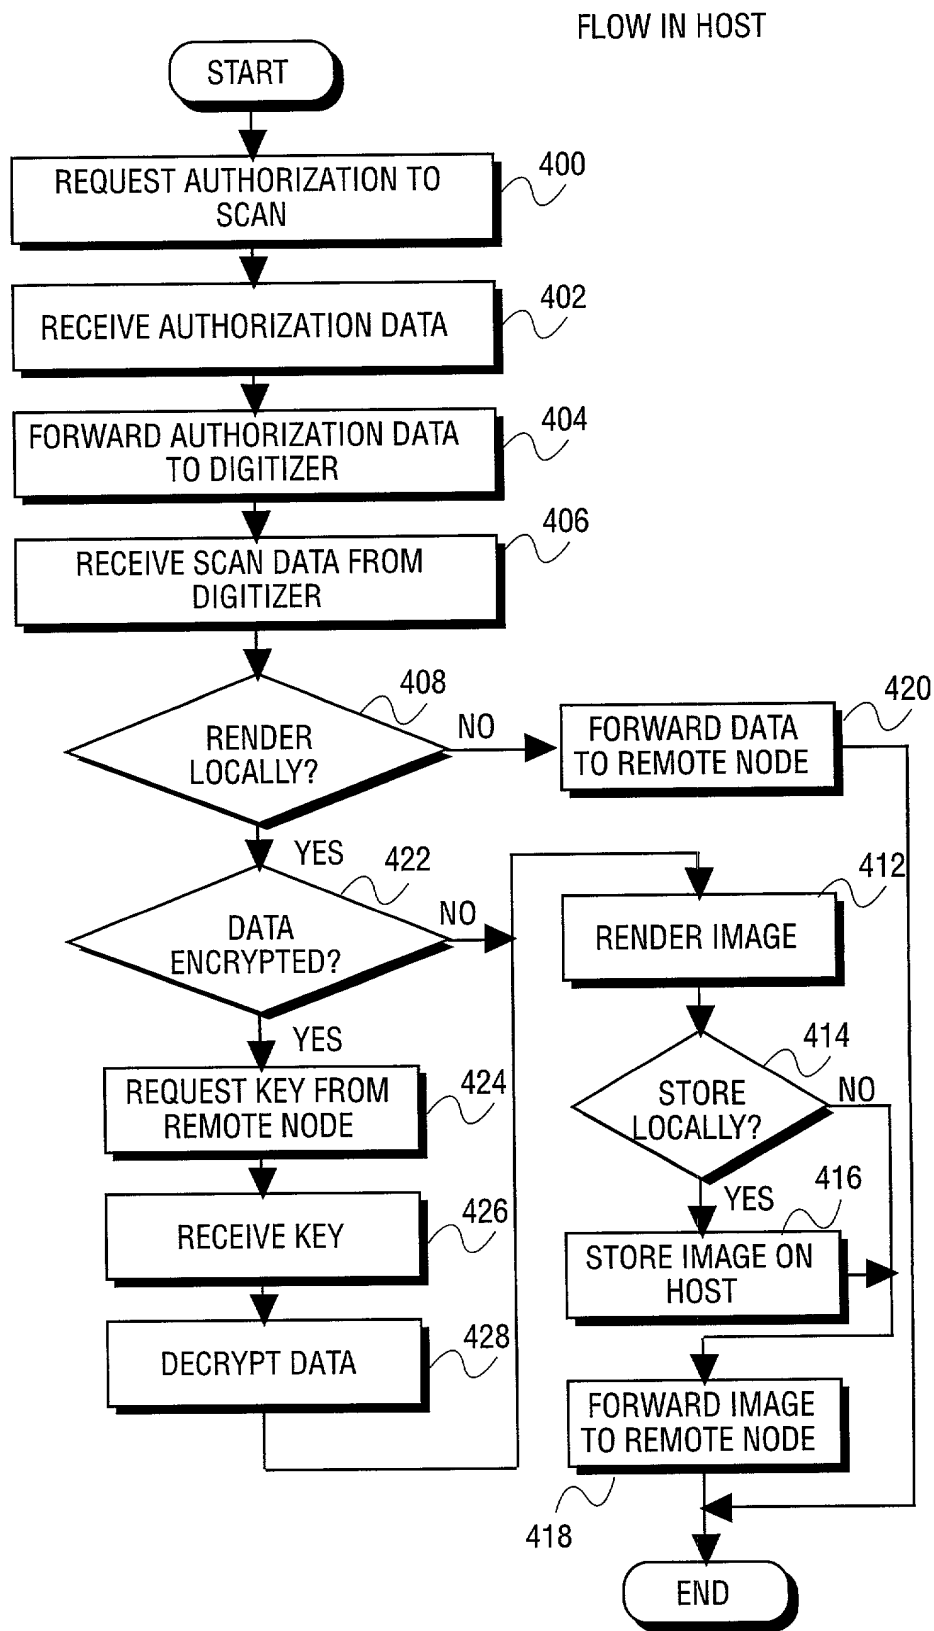 FLOW IN HOST
START
REQUEST AUTHORIZATION TO
SCAN
400
RECEIVE AUTHORIZATION DATA
402
FORWARD AUTHORIZATION DATA
TO DIGITIZER
404
RECEIVE SCAN DATA FROM
DIGITIZER
406
RENDER
LOCALLY?
408
NO
FORWARD DATA
TO REMOTE NODE
420
YES
DATA
ENCRYPTED?
422
NO
YES
REQUEST KEY FROM
REMOTE NODE
424
RECEIVE KEY
426
DECRYPT DATA
428
RENDER IMAGE
412
STORE
LOCALLY?
414
NO
YES
STORE IMAGE ON
HOST
416
FORWARD IMAGE
TO REMOTE NODE
418
END